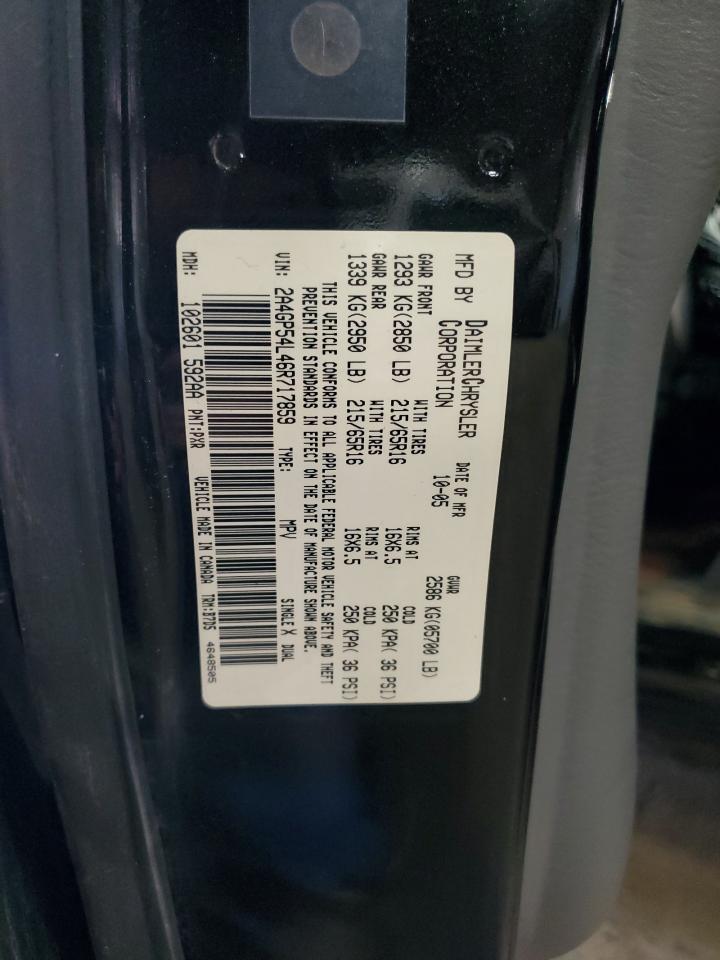 MFD BY DAIMLERCHRYSLER CORPORATION
DATE OF MFR 10-05
GVWR 2586 KG(05700 LB)
GAWR FRONT WITH TIRES RIMS AT COLD
1293 KG(2850 LB) 215/65R16 16X6.5 250 KPA( 36 PSI)
GAWR REAR WITH TIRES RIMS AT COLD
1339 KG(2950 LB) 215/65R16 16X6.5 250 KPA( 36 PSI)
THIS VEHICLE CONFORMS TO ALL APPLICABLE FEDERAL MOTOR VEHICLE SAFETY AND THEFT
PREVENTION STANDARDS IN EFFECT ON THE DATE OF MANUFACTURE SHOWN ABOVE.
VIN: 2A4GP54L46R717859 TYPE: MPV SINGLE X DUAL
MDH: 102601 592AA PNT:PXR VEHICLE MADE IN CANADA TRM:B7D5 4648505